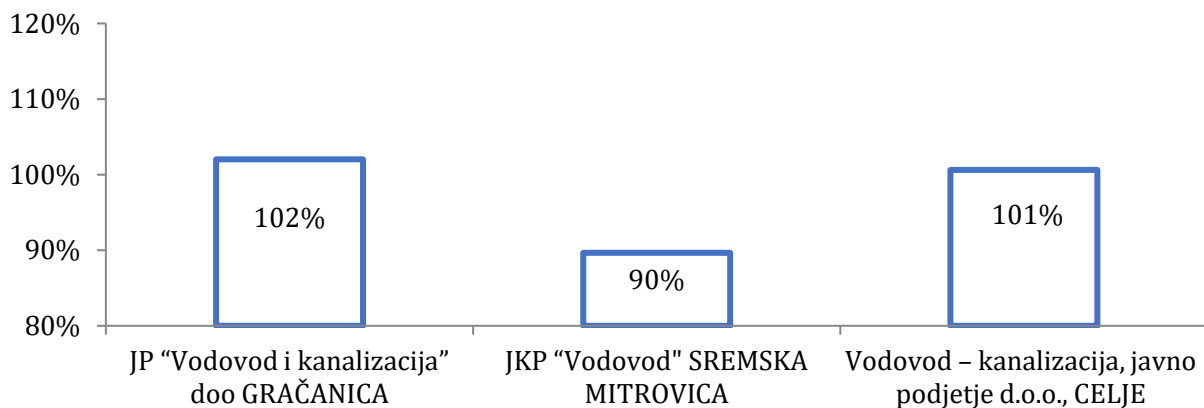 120%
110%
100%
90%
80%
102%
90%
101%
JP “Vodovod i kanalizacija”
doo GRAČANICA
JKP “Vodovod" SREMSKA
MITROVICA
Vodovod – kanalizacija, javno
podjetje d.o.o., CELJE